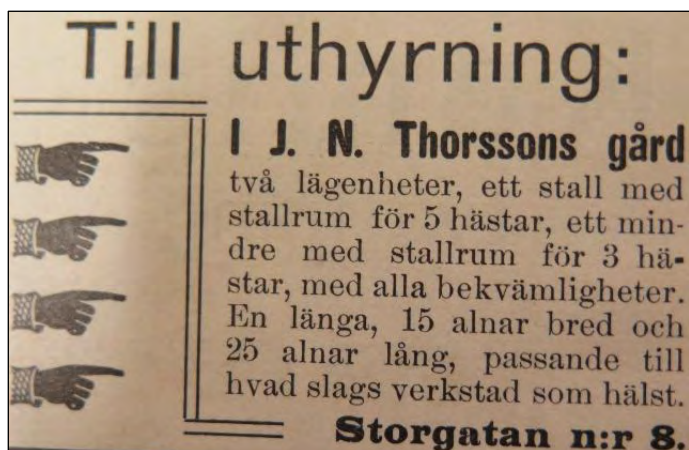 Till uthyrning:
I J. N. Thorssons gård
två lägenheter, ett stall med
stallrum för 5 hästar, ett min-
dre med stallrum för 3 hä-
star, med alla bekvämligheter.
En länga, 15 alnar bred och
25 alnar lång, passande till
hvad slags verkstad som hälst.
Storgatan n:r 8.